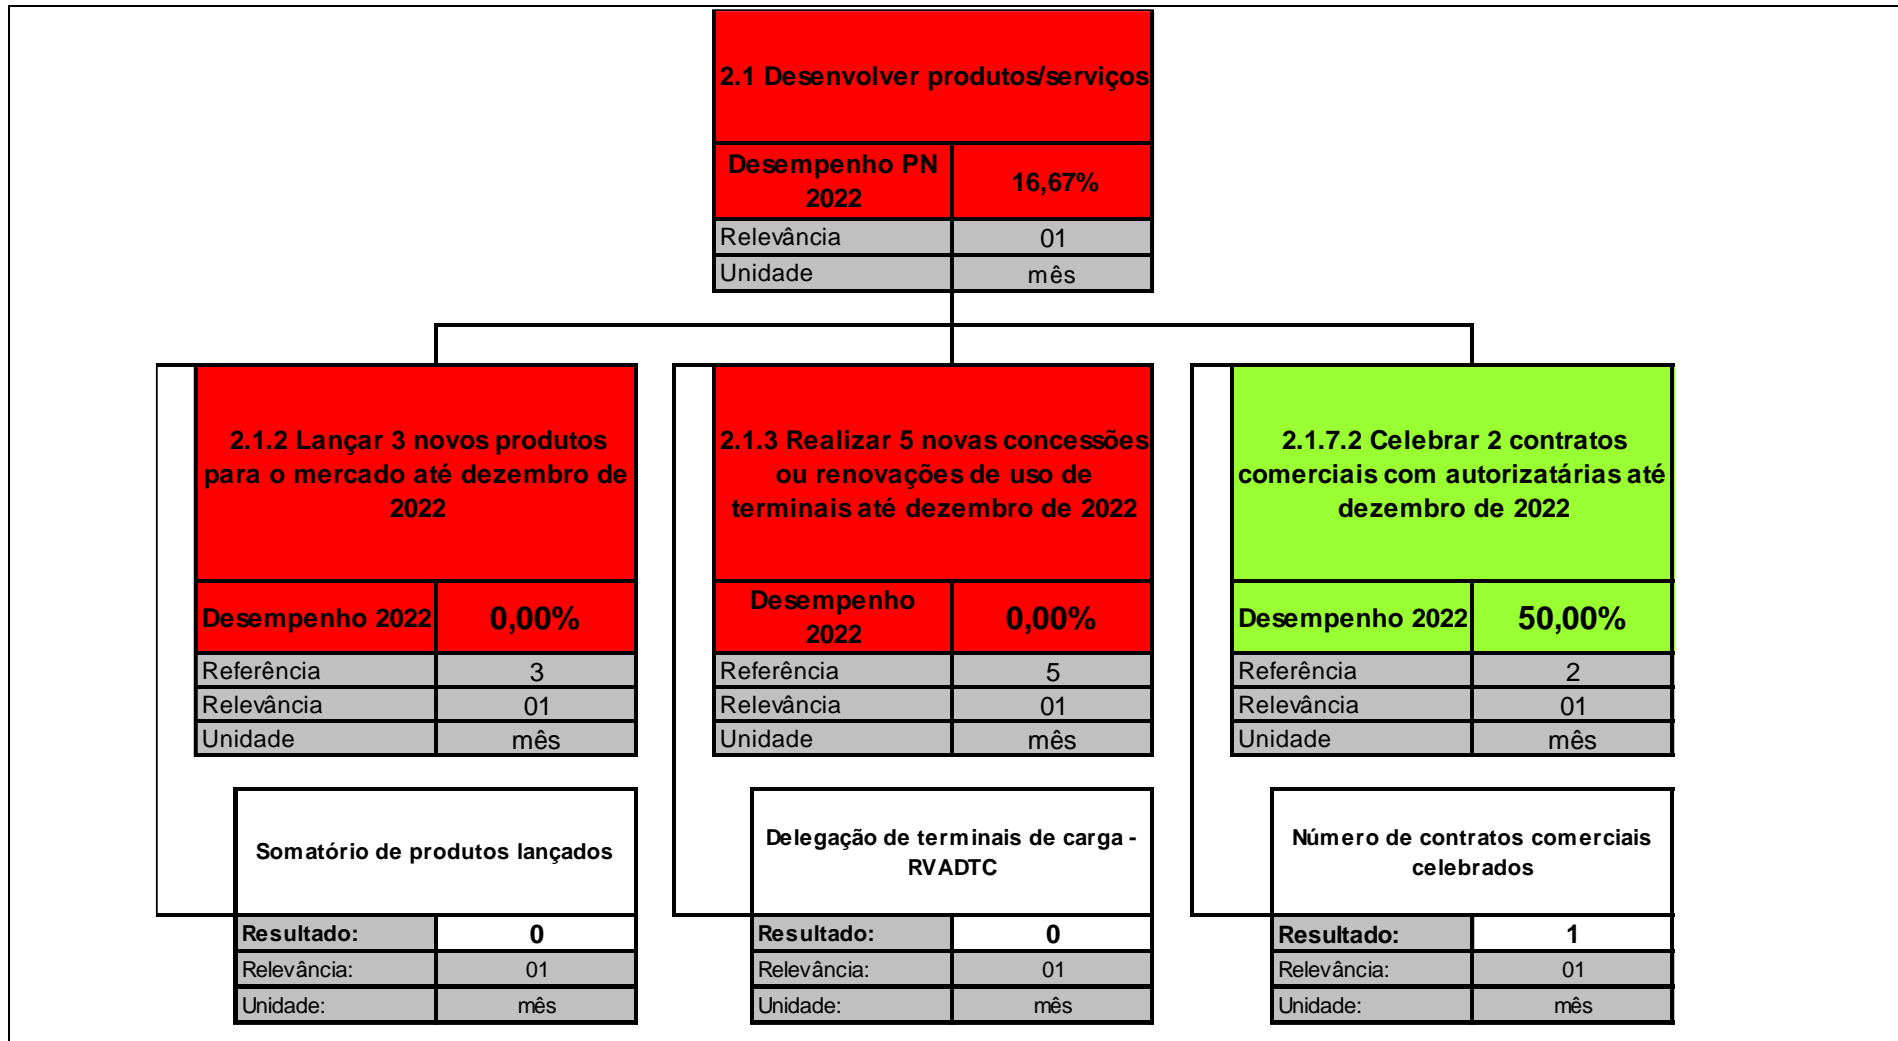 2.1 Desenvolver produtos/serviços
Desempenho PN
2022
16,67%
Relevância 01
Unidade mês
2.1.2 Lançar 3 novos produtos
para o mercado até dezembro de
2022
Desempenho 2022 0,00%
Referência 3
Relevância 01
Unidade mês
Somatório de produtos lançados
Resultado: 0
Relevância: 01
Unidade: mês
2.1.3 Realizar 5 novas concessões
ou renovações de uso de
terminais até dezembro de 2022
Desempenho
2022
0,00%
Referência 5
Relevância 01
Unidade mês
Delegação de terminais de carga -
RVADTC
Resultado: 0
Relevância: 01
Unidade: mês
2.1.7.2 Celebrar 2 contratos
comerciais com autorizatárias até
dezembro de 2022
Desempenho 2022 50,00%
Referência 2
Relevância 01
Unidade mês
Número de contratos comerciais
celebrados
Resultado: 1
Relevância: 01
Unidade: mês